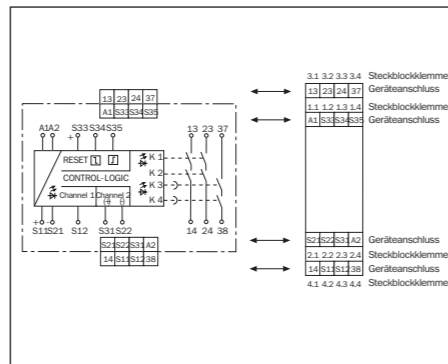 3.1 3.2 3.3 3.4 Steckblockklemme
13 23 24 37 Geräteanschluss
1.1 1.2 1.3 1.4 Steckblockklemme
A1 S33 S34 S35 Geräteanschluss
13 23 24 37
A1 S33 S34 S35
A1 A2 + S33 S34 S35 13 23 37
RESET K 1
K 2
CONTROL-LOGIC
K 3
Channel 1 Channel 2
(+) (-)
K 4
+ - S11 S21 S12 S31 S22 14 24 38
S21 S22 S31 A2
14 S11 S12 38
S21 S22 S31 A2 Geräteanschluss
2.1 2.2 2.3 2.4 Steckblockklemme
14 S11 S12 38 Geräteanschluss
4.1 4.2 4.3 4.4 Steckblockklemme